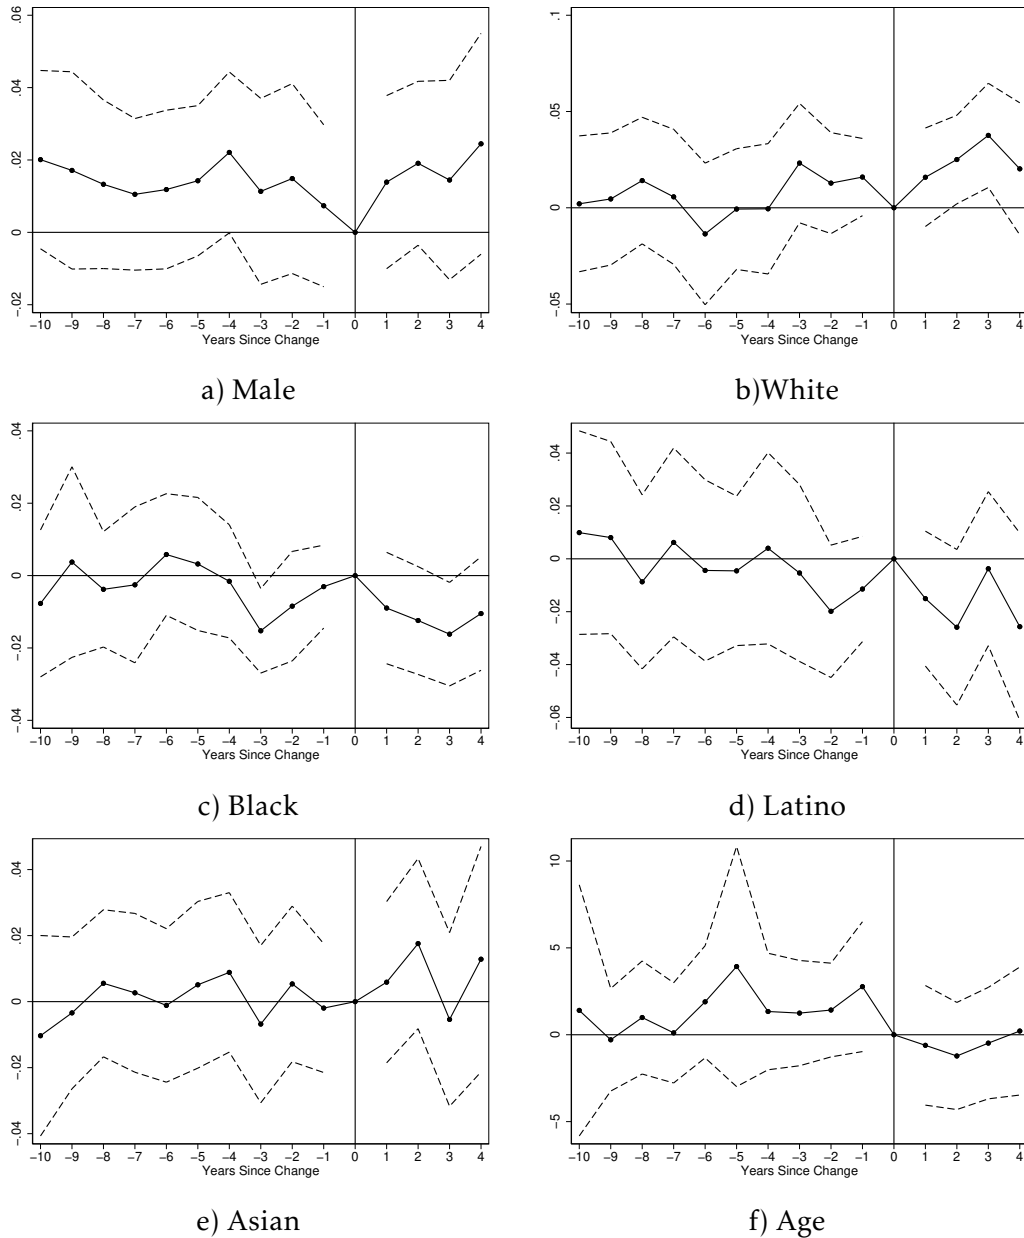 .06
.04
.02
0
-.02
−10 −9 −8 −7 −6 −5 −4 −3 −2 −1 0 1 2 3 4
Years Since Change
a) Male
.1
.05
0
-.05
−10 −9 −8 −7 −6 −5 −4 −3 −2 −1 0 1 2 3 4
Years Since Change
b)White
.04
.02
0
-.02
-.04
−10 −9 −8 −7 −6 −5 −4 −3 −2 −1 0 1 2 3 4
Years Since Change
c) Black
.04
.02
0
-.02
-.04
-.06
−10 −9 −8 −7 −6 −5 −4 −3 −2 −1 0 1 2 3 4
Years Since Change
d) Latino
.04
.02
0
-.02
-.04
−10 −9 −8 −7 −6 −5 −4 −3 −2 −1 0 1 2 3 4
Years Since Change
e) Asian
10
5
0
-5
−10 −9 −8 −7 −6 −5 −4 −3 −2 −1 0 1 2 3 4
Years Since Change
f) Age